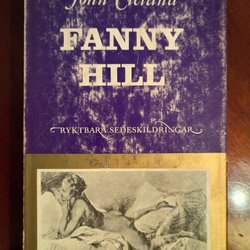 John Cleland
FANNY
HILL
RYKTBARA SEDESKILDRINGAR